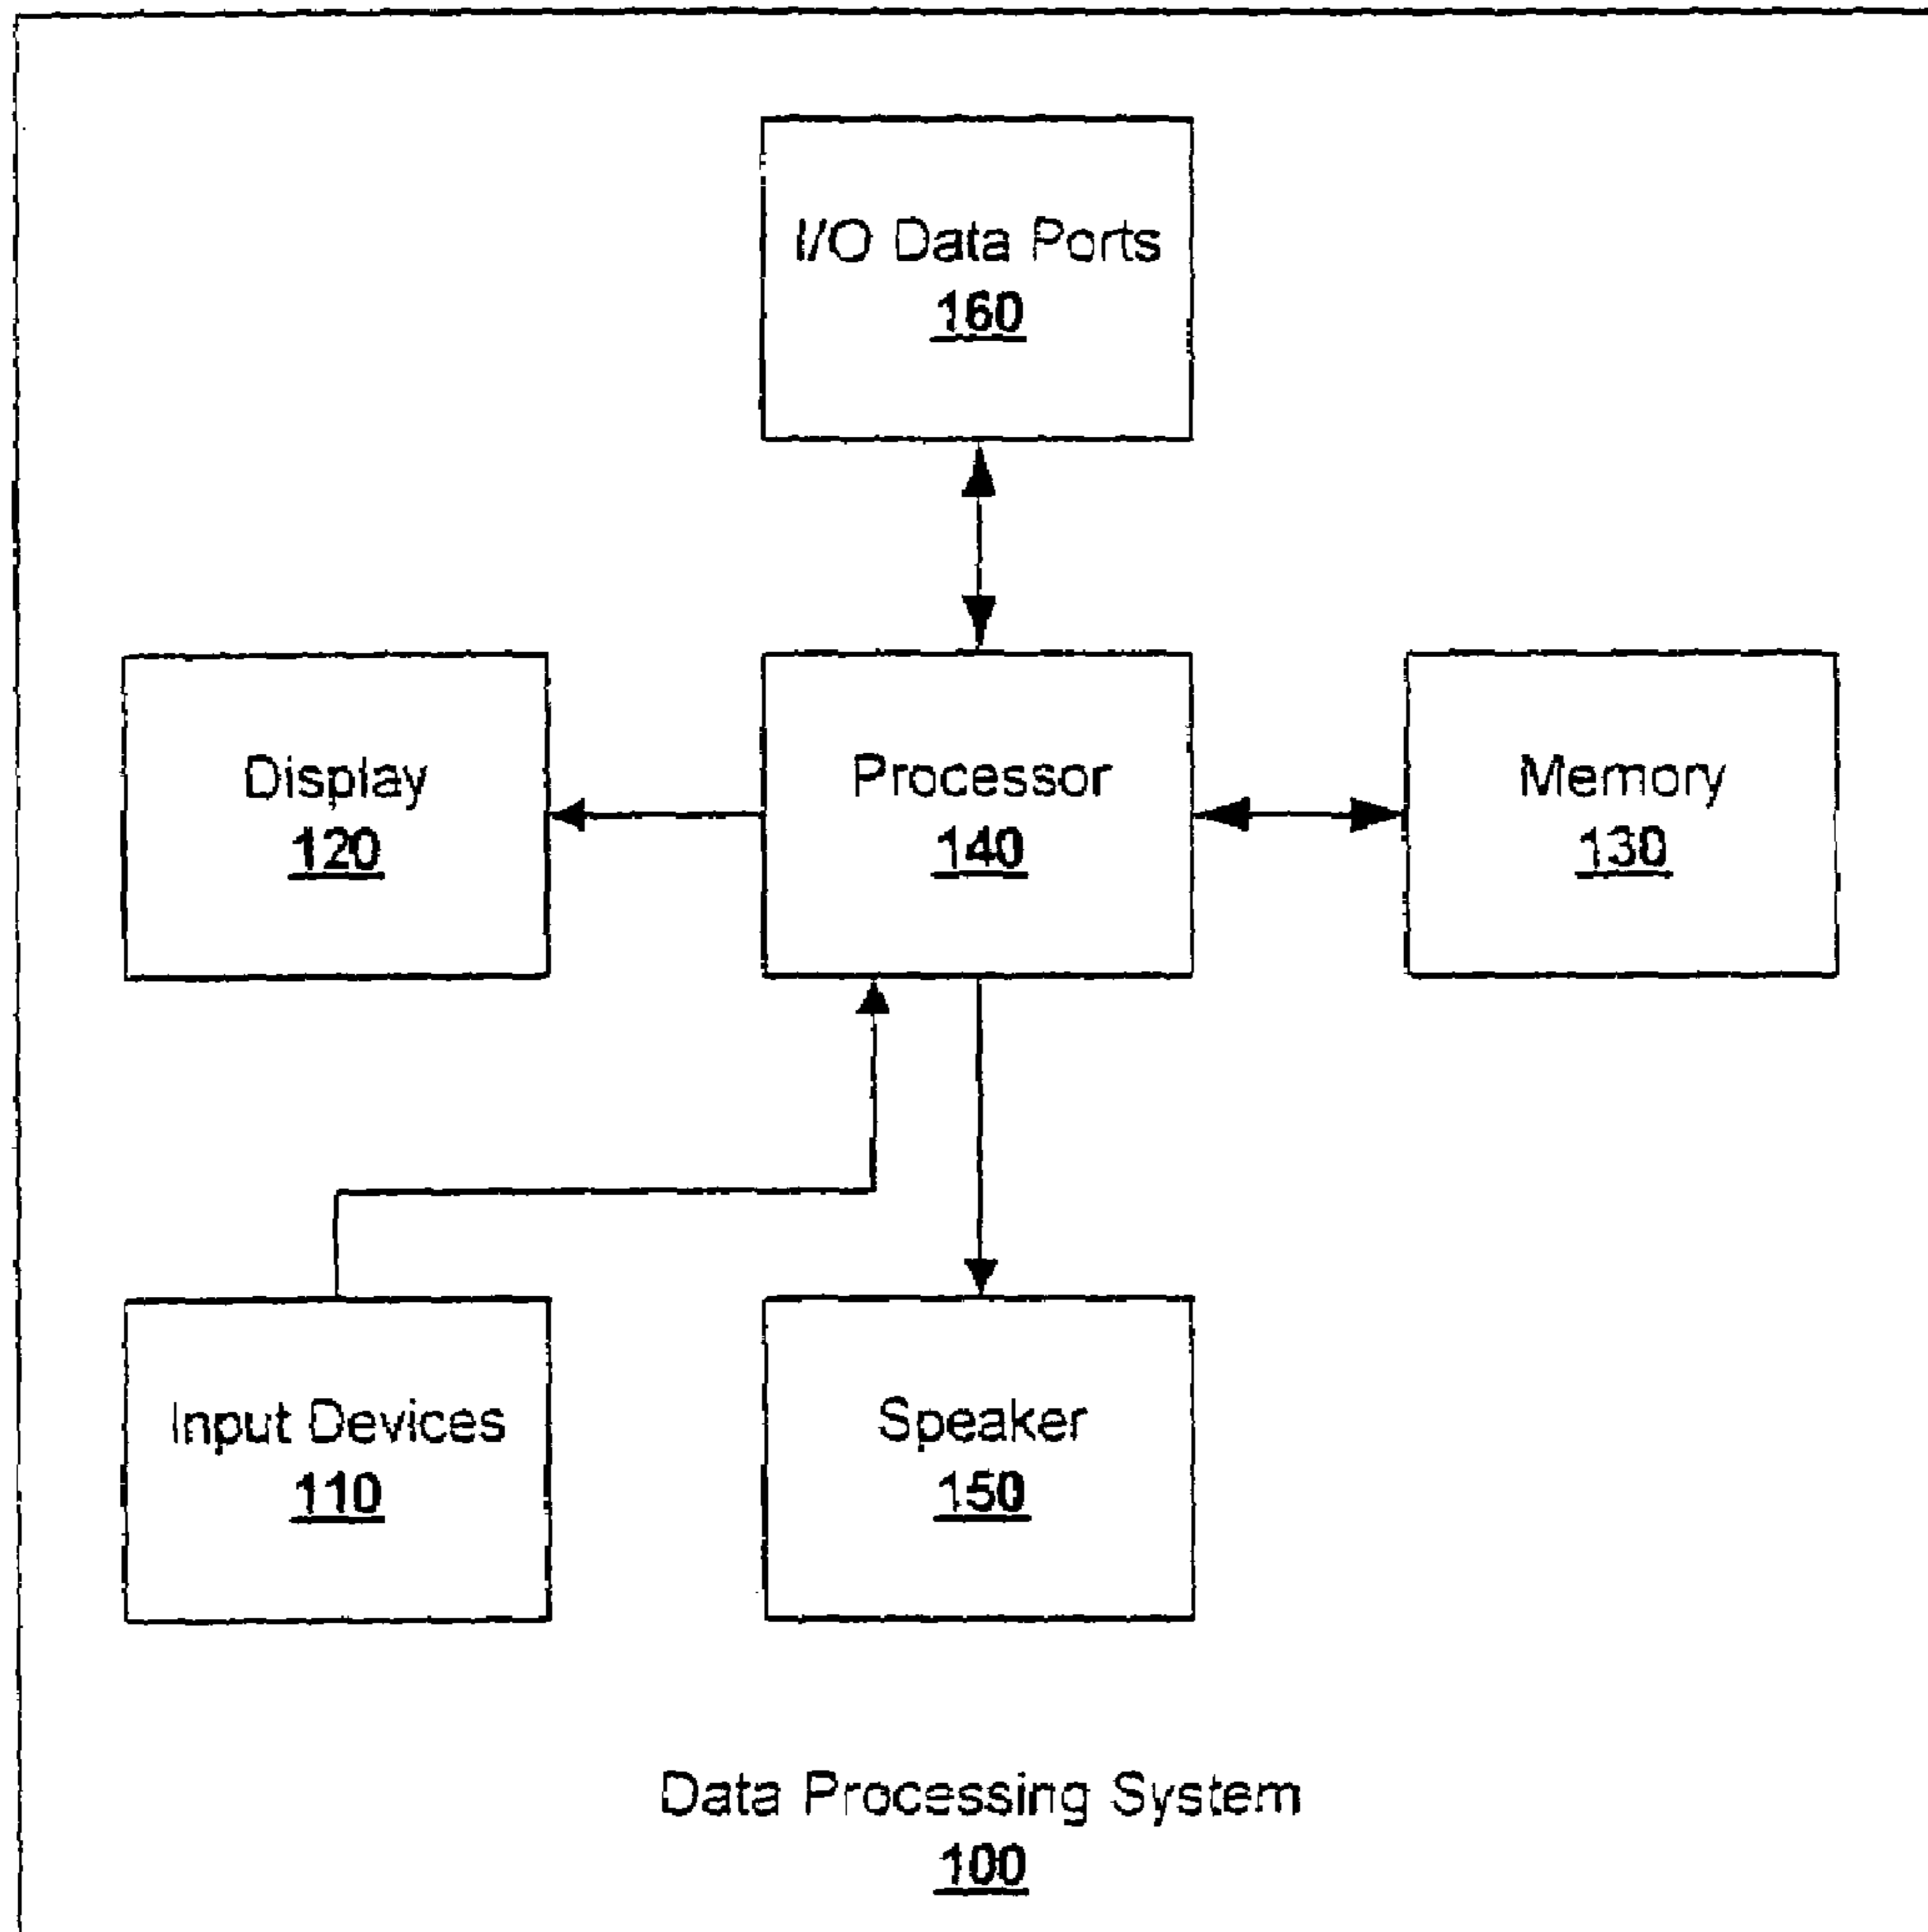 I/O Data Ports
160
Display
120
Processor
140
Memory
130
Input Devices
110
Speaker
150
Data Processing System
100